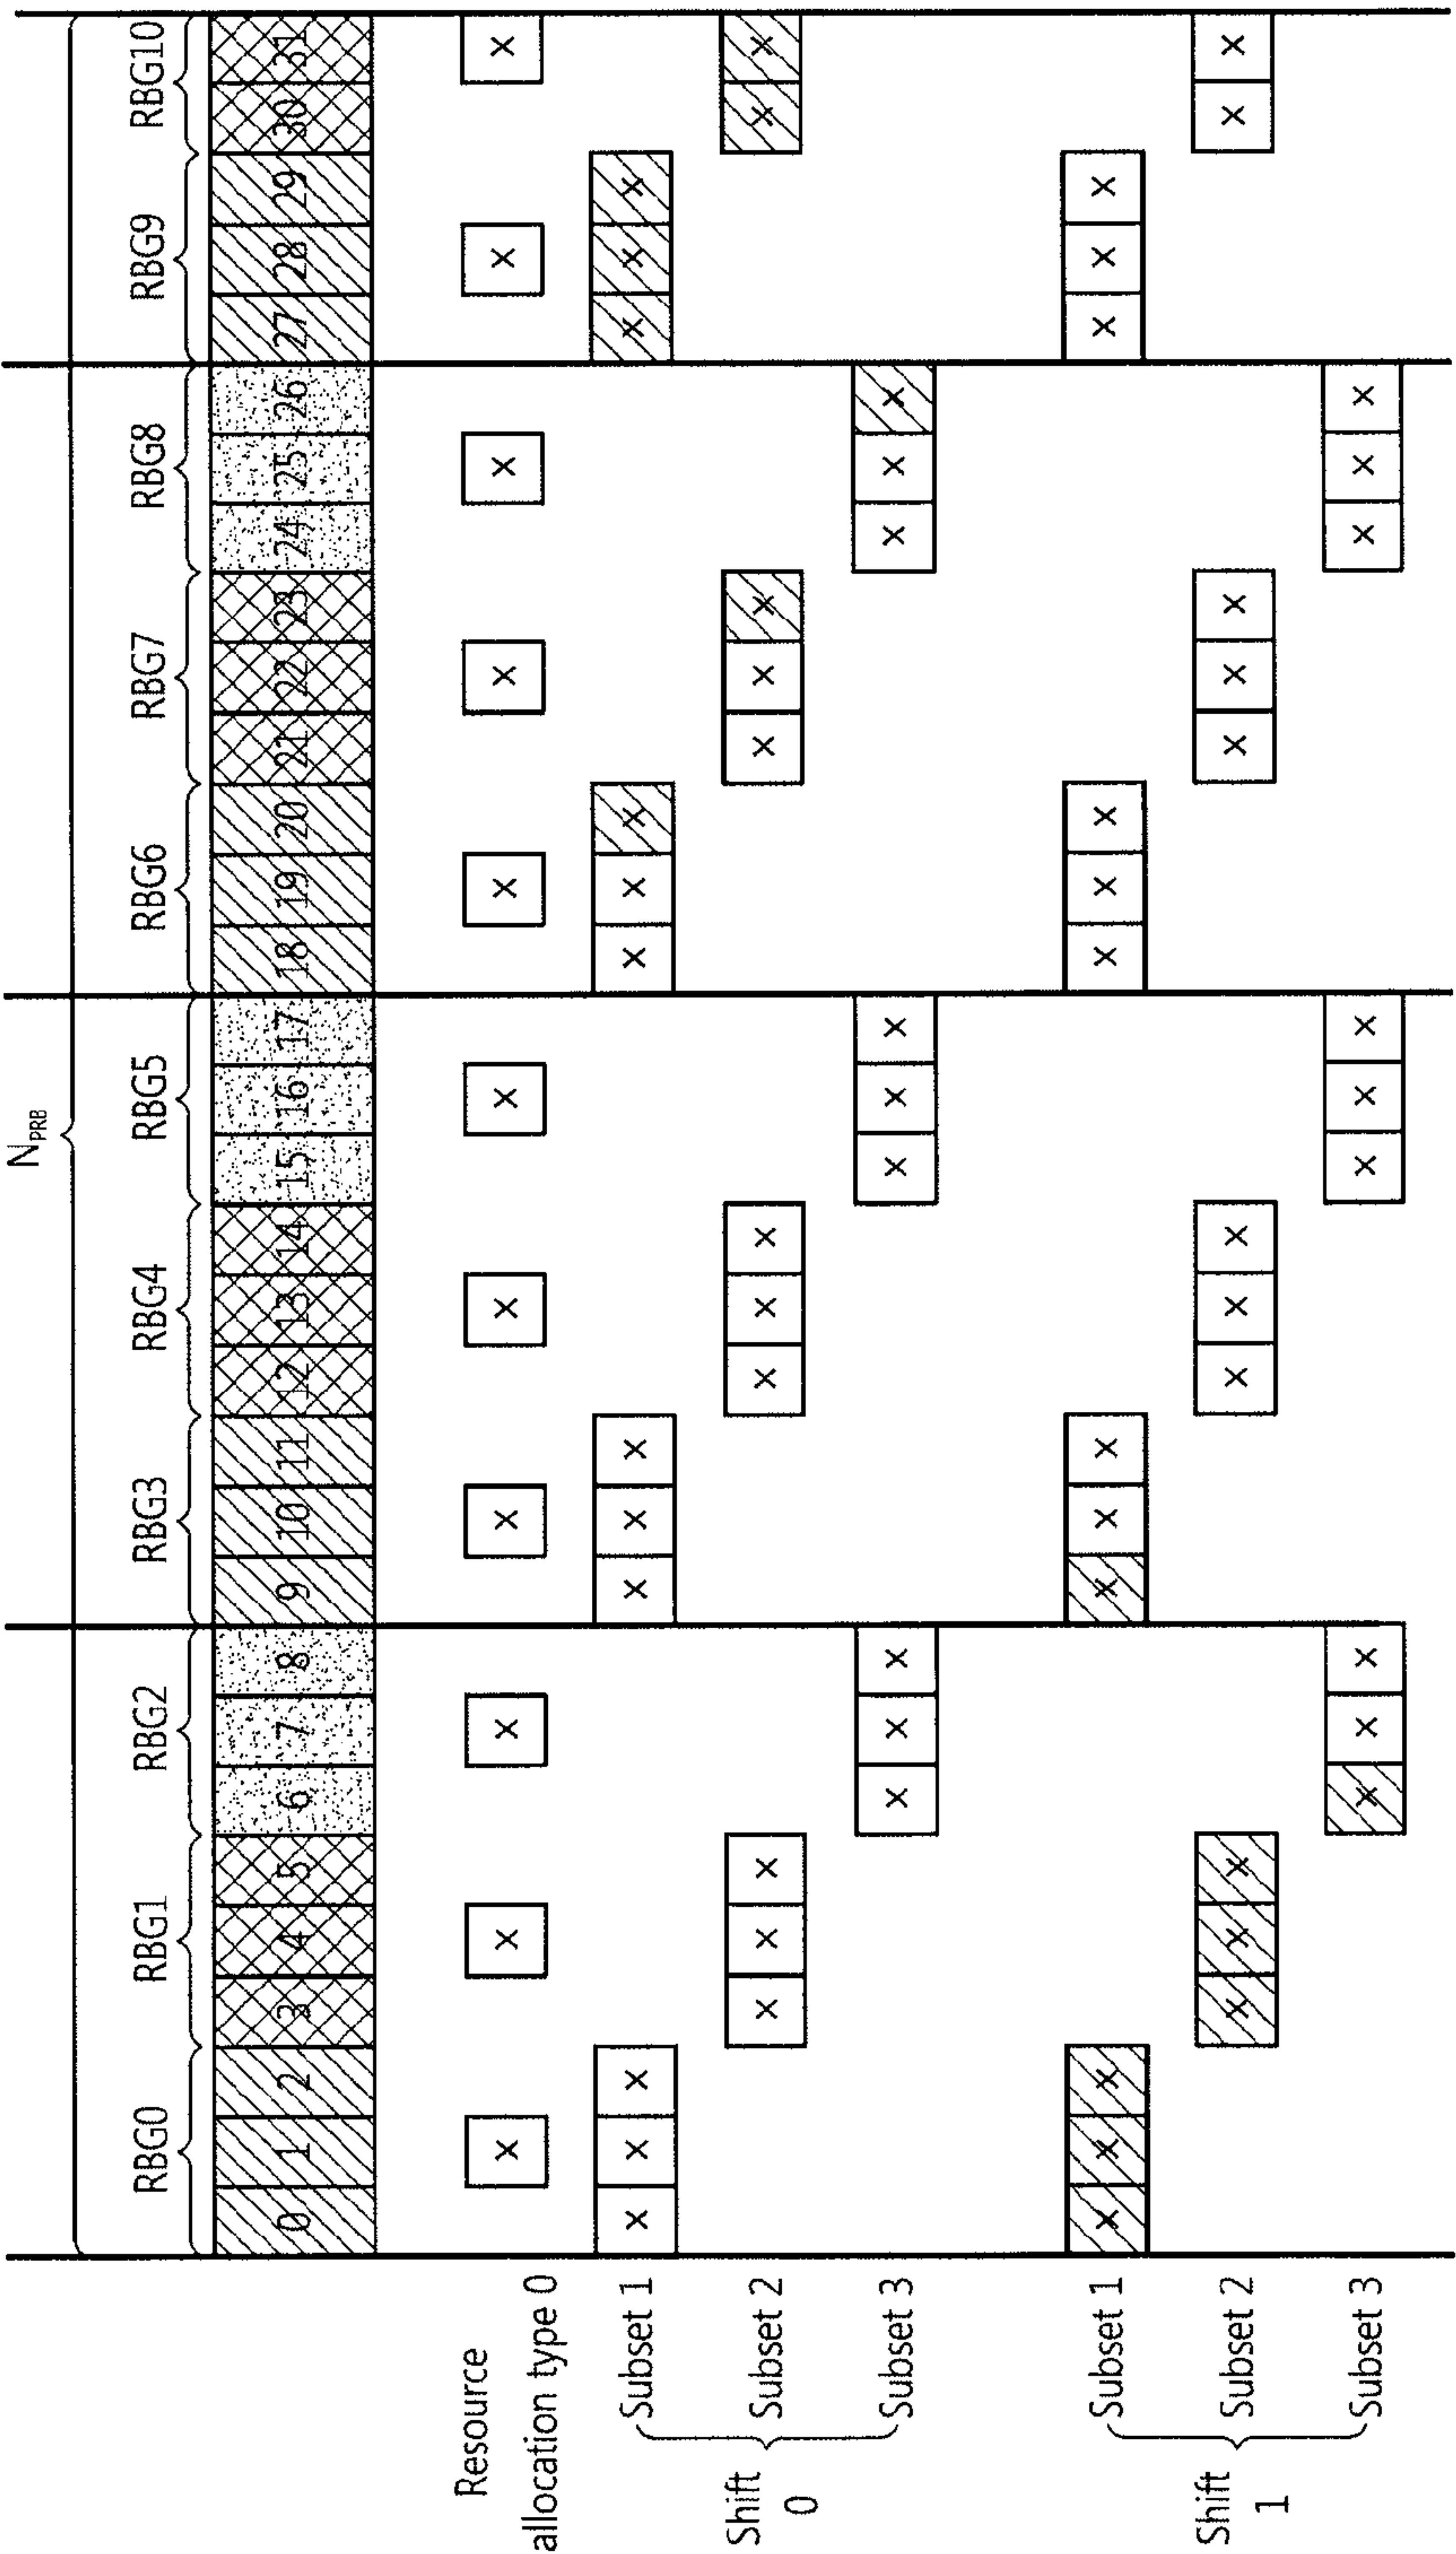 N_PRB
RBG0 RBG1 RBG2 RBG3 RBG4 RBG5 RBG6 RBG7 RBG8 RBG9 RBG10
0 1 2 3 4 5 6 7 8 9 10 11 12 13 14 15 16 17 18 19 20 21 22 23 24 25 26 27 28 29 30 31
Resource
allocation type 0
x x x x x x x x x x x
Shift
0
Subset 1
x x x x x x x x x x x x
Subset 2
x x x x x x x x x x x
Subset 3
x x x x x x x x x
Shift
1
Subset 1
x x x x x x x x x x x x
Subset 2
x x x x x x x x x x x
Subset 3
x x x x x x x x x